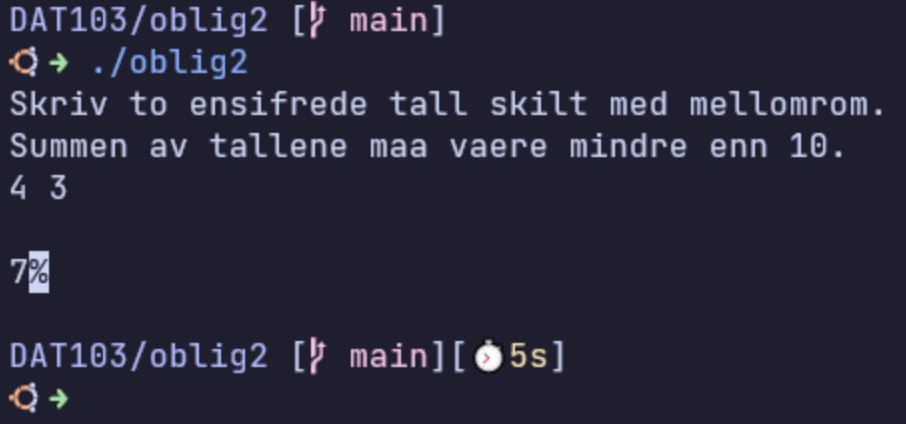 DAT103/oblig2 [ main]
➜ ./oblig2
Skriv to ensifrede tall skilt med mellomrom.
Summen av tallene maa vaere mindre enn 10.
4 3
7%
DAT103/oblig2 [ main][⏱5s]
➜